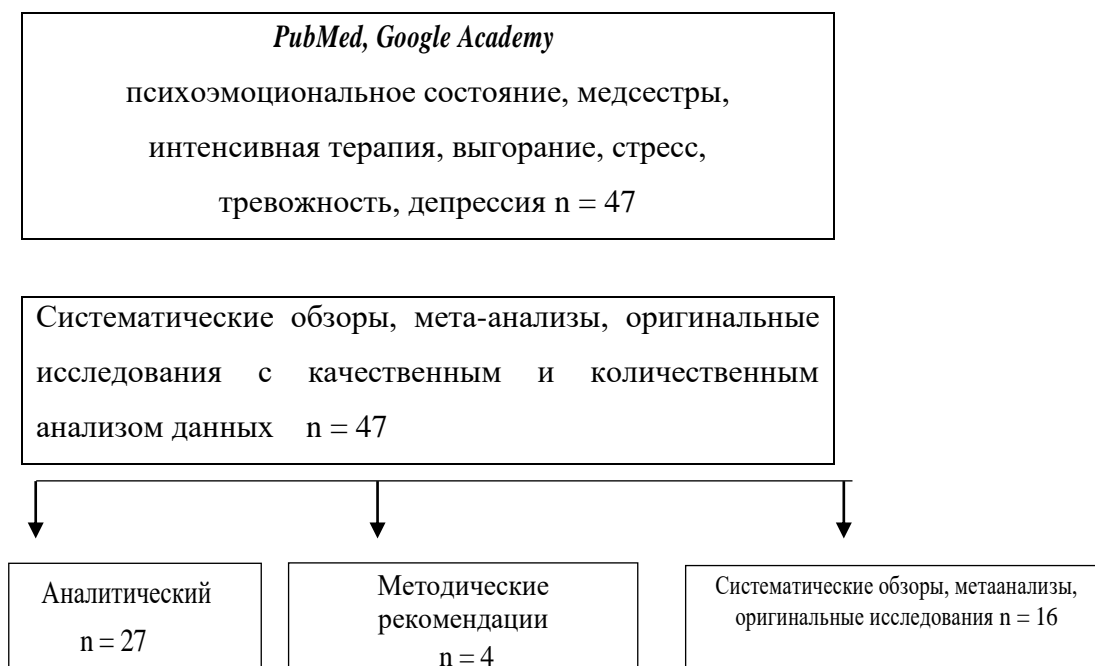 PubMed, Google Academy
психоэмоциональное состояние, медсестры,
интенсивная терапия, выгорание, стресс,
тревожность, депрессия n = 47
Систематические обзоры, мета-анализы, оригинальные
исследования с качественным и количественным
анализом данных n = 47
Аналитический
n = 27
Методические
рекомендации
n = 4
Систематические обзоры, метаанализы,
оригинальные исследования n = 16